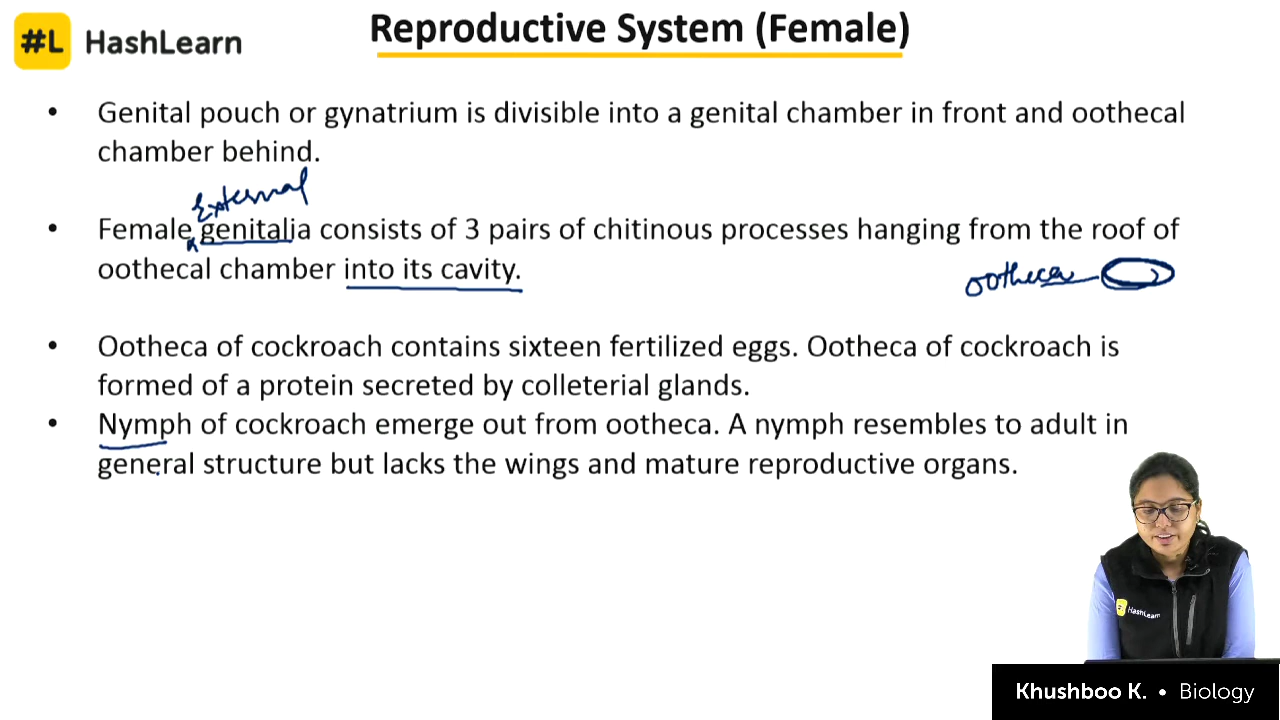 #L HashLearn
Reproductive System (Female)
• Genital pouch or gynatrium is divisible into a genital chamber in front and oothecal
chamber behind.
External
• Female genitalia consists of 3 pairs of chitinous processes hanging from the roof of
oothecal chamber into its cavity.
ootheca
• Ootheca of cockroach contains sixteen fertilized eggs. Ootheca of cockroach is
formed of a protein secreted by colleterial glands.
• Nymph of cockroach emerge out from ootheca. A nymph resembles to adult in
general structure but lacks the wings and mature reproductive organs.
HashLearn
Khushboo K. • Biology